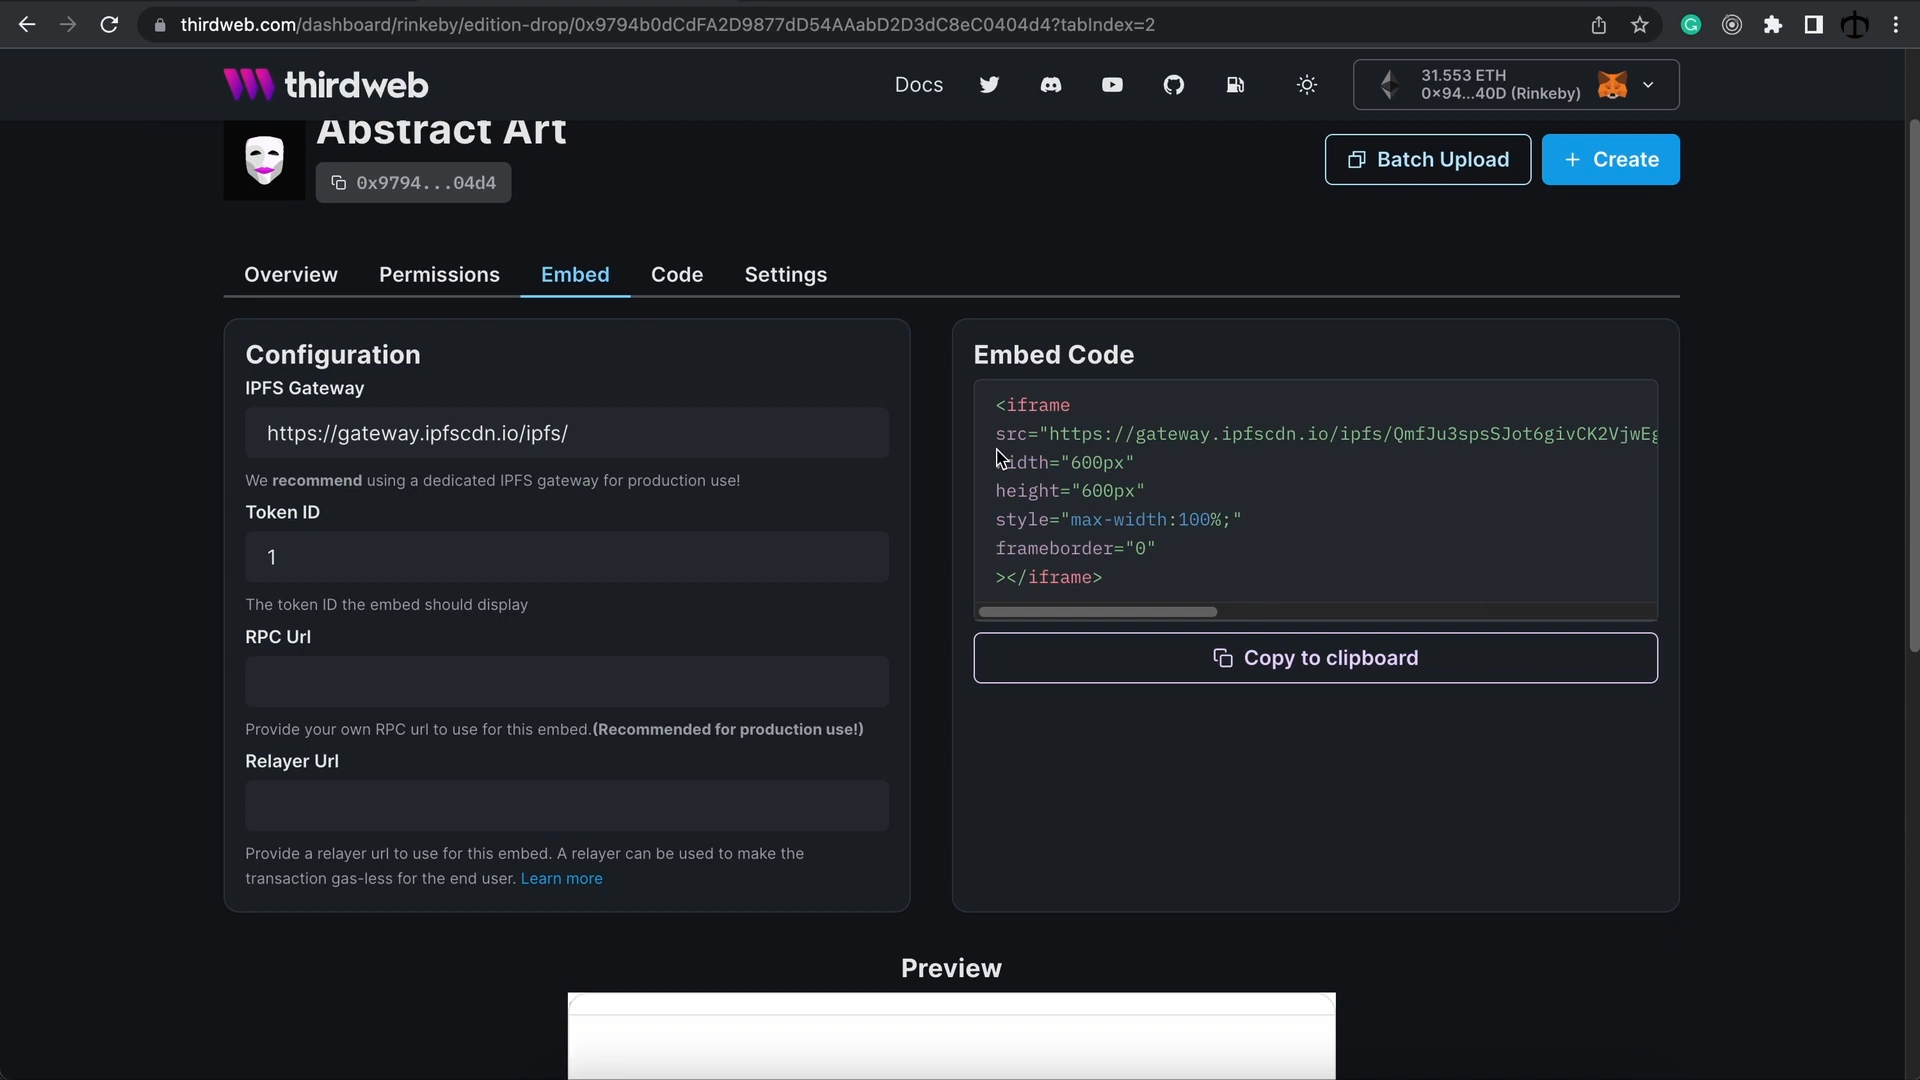 thirdweb.com/dashboard/rinkeby/edition-drop/0x9794b0dCdFA2D9877dD54AAabD2D3dC8eC0404d4?tabIndex=2
thirdweb
Docs
31.553 ETH
0×94...40D (Rinkeby)
Abstract Art
0x9794...04d4
Batch Upload
+ Create
Overview
Permissions
Embed
Code
Settings
Configuration
IPFS Gateway
https://gateway.ipfscdn.io/ipfs/
We recommend using a dedicated IPFS gateway for production use!
Token ID
1
The token ID the embed should display
RPC Url
Provide your own RPC url to use for this embed.(Recommended for production use!)
Relayer Url
Provide a relayer url to use for this embed. A relayer can be used to make the
transaction gas-less for the end user. Learn more
Embed Code
<iframe
src="https://gateway.ipfscdn.io/ipfs/QmfJu3spsSJot6givCK2VjwEg
width="600px"
height="600px"
style="max-width:100%;"
frameborder="0"
></iframe>
Copy to clipboard
Preview